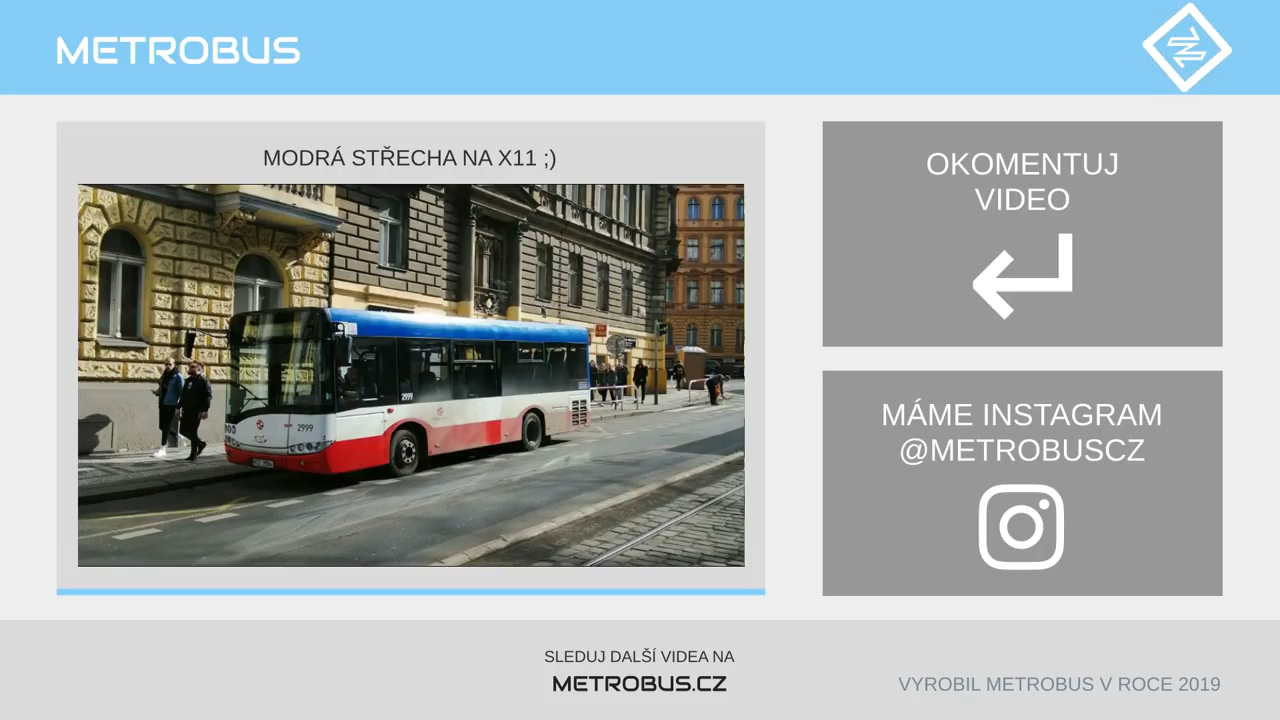 METROBUS
MODRÁ STŘECHA NA X11 ;)
2999
2999
OKOMENTUJ
VIDEO
MÁME INSTAGRAM
@METROBUSCZ
SLEDUJ DALŠÍ VIDEA NA
METROBUS.CZ
VYROBIL METROBUS V ROCE 2019